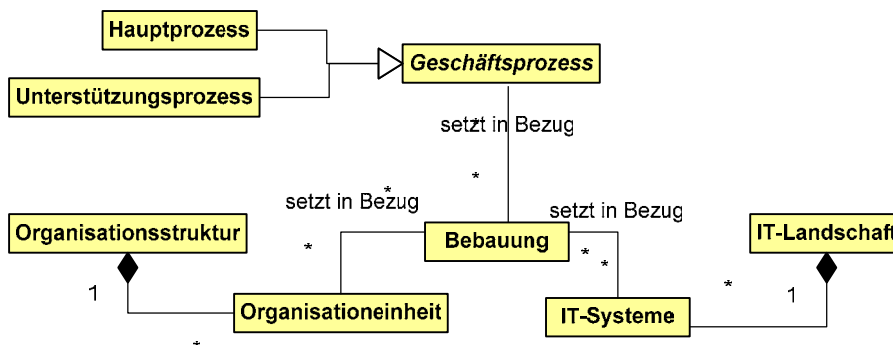 Hauptprozess
Geschäftsprozess
Unterstützungsprozess
*
setzt in Bezug
*
*
setzt in Bezug
setzt in Bezug
Organisationsstruktur
Bebauung
IT-Landschaft
*
*
*
*
1
1
Organisationeinheit
IT-Systeme
*